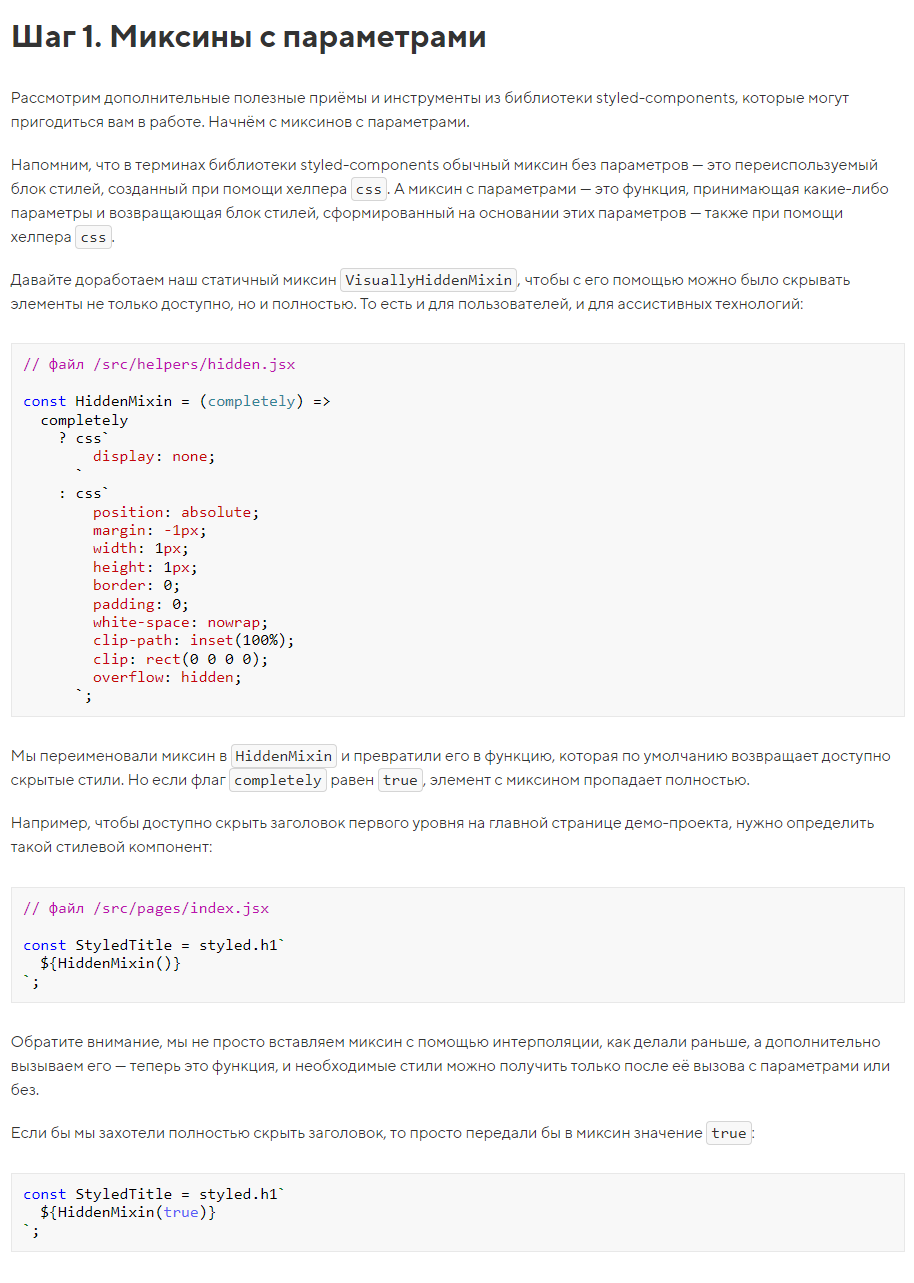 Шаг 1. Миксины с параметрами
Рассмотрим дополнительные полезные приёмы и инструменты из библиотеки styled-components, которые могут
пригодиться вам в работе. Начнём с миксинов с параметрами.
Напомним, что в терминах библиотеки styled-components обычный миксин без параметров — это переиспользуемый
блок стилей, созданный при помощи хелпера css. А миксин с параметрами — это функция, принимающая какие-либо
параметры и возвращающая блок стилей, сформированный на основании этих параметров — также при помощи
хелпера css.
Давайте доработаем наш статичный миксин VisuallyHiddenMixin, чтобы с его помощью можно было скрывать
элементы не только доступно, но и полностью. То есть и для пользователей, и для ассистивных технологий:
// файл /src/helpers/hidden.jsx
const HiddenMixin = (completely) =>
  completely
    ? css`
        display: none;
      `
    : css`
        position: absolute;
        margin: -1px;
        width: 1px;
        height: 1px;
        border: 0;
        padding: 0;
        white-space: nowrap;
        clip-path: inset(100%);
        clip: rect(0 0 0 0);
        overflow: hidden;
      `;
Мы переименовали миксин в HiddenMixin и превратили его в функцию, которая по умолчанию возвращает доступно
скрытые стили. Но если флаг completely равен true, элемент с миксином пропадает полностью.
Например, чтобы доступно скрыть заголовок первого уровня на главной странице демо-проекта, нужно определить
такой стилевой компонент:
// файл /src/pages/index.jsx
const StyledTitle = styled.h1`
  ${HiddenMixin()}
`;
Обратите внимание, мы не просто вставляем миксин с помощью интерполяции, как делали раньше, а дополнительно
вызываем его — теперь это функция, и необходимые стили можно получить только после её вызова с параметрами или
без.
Если бы мы захотели полностью скрыть заголовок, то просто передали бы в миксин значение true:
const StyledTitle = styled.h1`
  ${HiddenMixin(true)}
`;